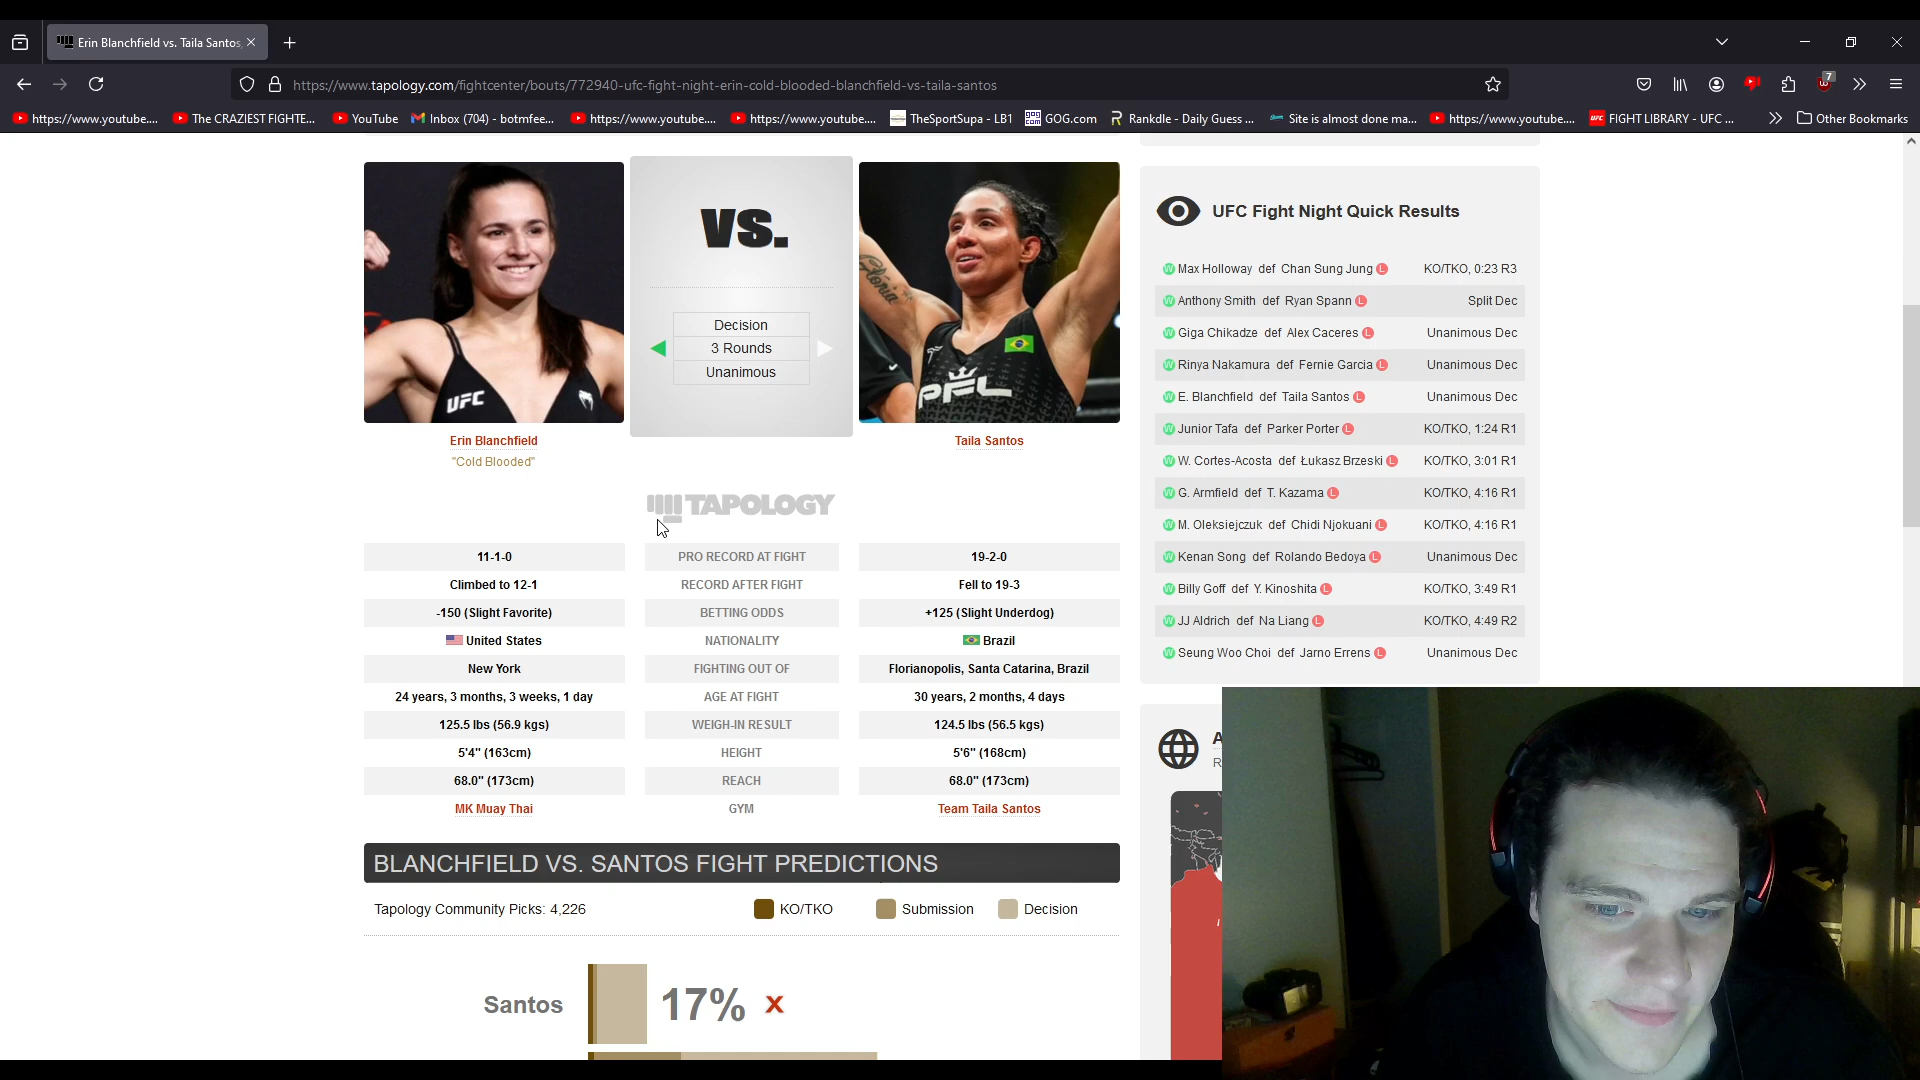 Erin Blanchfield vs. Taila Santos,
https://www.tapology.com/fightcenter/bouts/772940-ufc-fight-night-erin-cold-blooded-blanchfield-vs-taila-santos
7
https://www.youtube....
The CRAZIEST FIGHTE...
YouTube
Inbox (704) - botmfee...
https://www.youtube....
https://www.youtube....
TheSportSupa - LB1
GOG.com
Rankdle - Daily Guess ...
Site is almost done ma...
https://www.youtube....
FIGHT LIBRARY - UFC ...
Other Bookmarks
VS.
Decision
3 Rounds
Unanimous
UFC
Gloria
PFL
Erin Blanchfield
"Cold Blooded"
Taila Santos
TAPOLOGY
11-1-0 PRO RECORD AT FIGHT 19-2-0
Climbed to 12-1 RECORD AFTER FIGHT Fell to 19-3
-150 (Slight Favorite) BETTING ODDS +125 (Slight Underdog)
United States NATIONALITY Brazil
New York FIGHTING OUT OF Florianopolis, Santa Catarina, Brazil
24 years, 3 months, 3 weeks, 1 day AGE AT FIGHT 30 years, 2 months, 4 days
125.5 lbs (56.9 kgs) WEIGH-IN RESULT 124.5 lbs (56.5 kgs)
5'4" (163cm) HEIGHT 5'6" (168cm)
68.0" (173cm) REACH 68.0" (173cm)
MK Muay Thai GYM Team Taila Santos
BLANCHFIELD VS. SANTOS FIGHT PREDICTIONS
Tapology Community Picks: 4,226 KO/TKO Submission Decision
Santos 17% X
UFC Fight Night Quick Results
W Max Holloway def Chan Sung Jung L KO/TKO, 0:23 R3
W Anthony Smith def Ryan Spann L Split Dec
W Giga Chikadze def Alex Caceres L Unanimous Dec
W Rinya Nakamura def Fernie Garcia L Unanimous Dec
W E. Blanchfield def Taila Santos L Unanimous Dec
W Junior Tafa def Parker Porter L KO/TKO, 1:24 R1
W W. Cortes-Acosta def Łukasz Brzeski L KO/TKO, 3:01 R1
W G. Armfield def T. Kazama L KO/TKO, 4:16 R1
W M. Oleksiejczuk def Chidi Njokuani L KO/TKO, 4:16 R1
W Kenan Song def Rolando Bedoya L Unanimous Dec
W Billy Goff def Y. Kinoshita L KO/TKO, 3:49 R1
W JJ Aldrich def Na Liang L KO/TKO, 4:49 R2
W Seung Woo Choi def Jarno Errens L Unanimous Dec